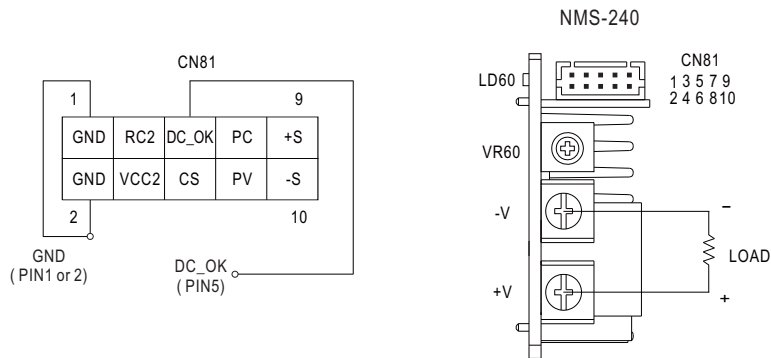 NMS-240
CN81
1 9
GND RC2 DC_OK PC +S
GND VCC2 CS PV -S
2 10
GND
( PIN1 or 2)
DC_OK
( PIN5)
LD60
CN81
1 3 5 7 9
2 4 6 8 10
VR60
-V
+V
–
LOAD
+